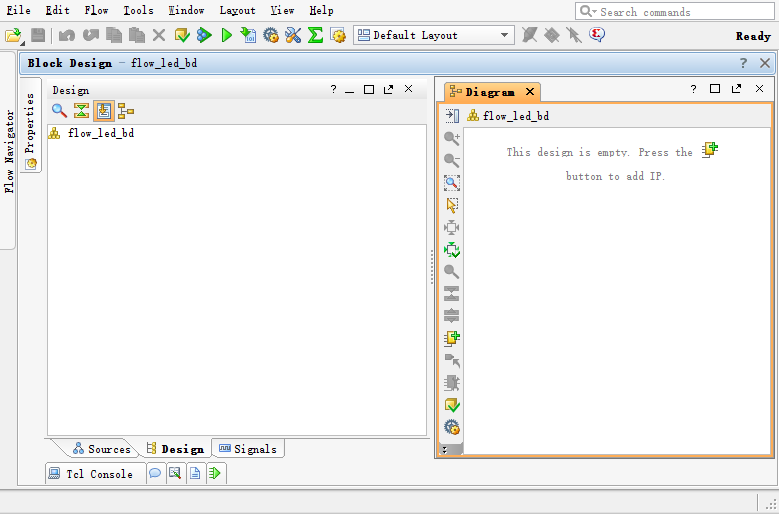 File Edit Flow Tools Window Layout View Help Search commands
Default Layout Ready
Block Design - flow_led_bd
Flow Navigator
Properties
Design
flow_led_bd
Diagram
flow_led_bd
This design is empty. Press the
button to add IP.
Sources Design Signals
Tcl Console